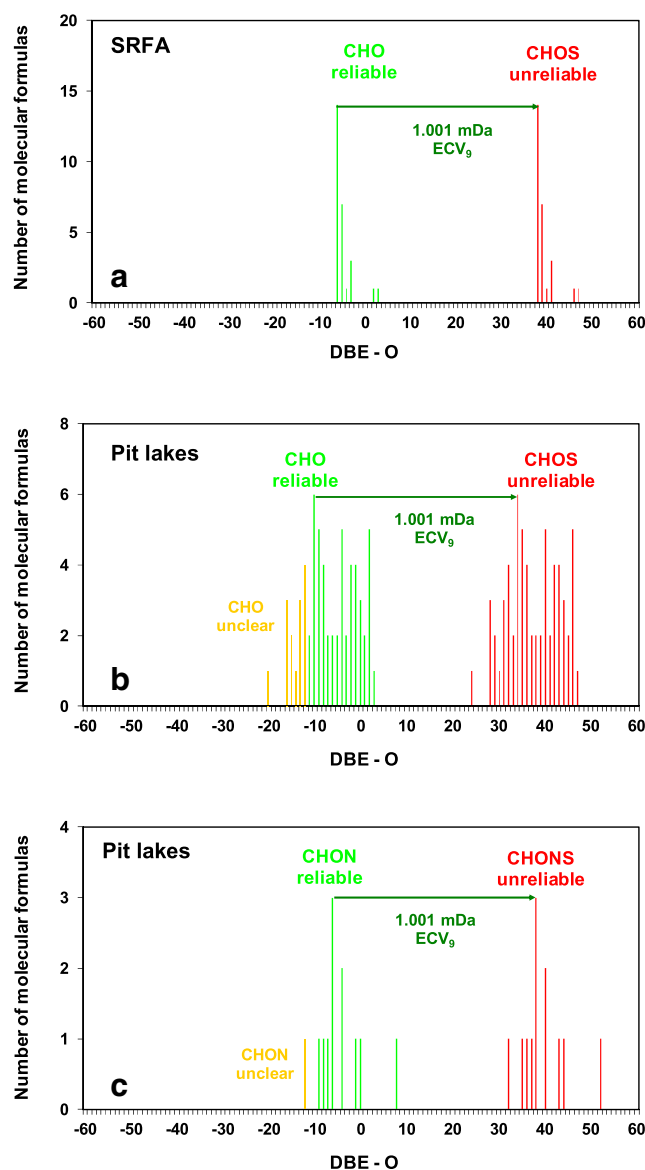 Number of molecular formulas
20
15
10
5
0
SRFA
CHO
reliable
CHOS
unreliable
1.001 mDa
ECV₉
a
-60 -50 -40 -30 -20 -10 0 10 20 30 40 50 60
DBE - O
Number of molecular formulas
8
6
4
2
0
Pit lakes
CHO
reliable
CHOS
unreliable
1.001 mDa
ECV₉
CHO
unclear
b
-60 -50 -40 -30 -20 -10 0 10 20 30 40 50 60
DBE - O
Number of molecular formulas
4
3
2
1
0
Pit lakes
CHON
reliable
CHONS
unreliable
1.001 mDa
ECV₉
CHON
unclear
c
-60 -50 -40 -30 -20 -10 0 10 20 30 40 50 60
DBE - O